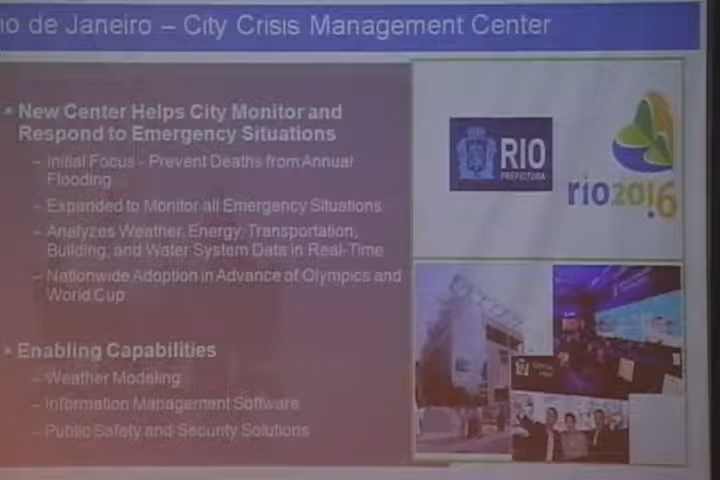 io de Janeiro – City Crisis Management Center
• New Center Helps City Monitor and
Respond to Emergency Situations
– Initial Focus - Prevent Deaths from Annual
Flooding
– Expanded to Monitor all Emergency Situations
– Analyzes Weather, Energy, Transportation,
Building, and Water System Data in Real-Time
– Nationwide Adoption in Advance of Olympics and
World Cup
• Enabling Capabilities
– Weather Modeling
– Information Management Software
– Public Safety and Security Solutions
RIO
PREFEITURA
rio2016